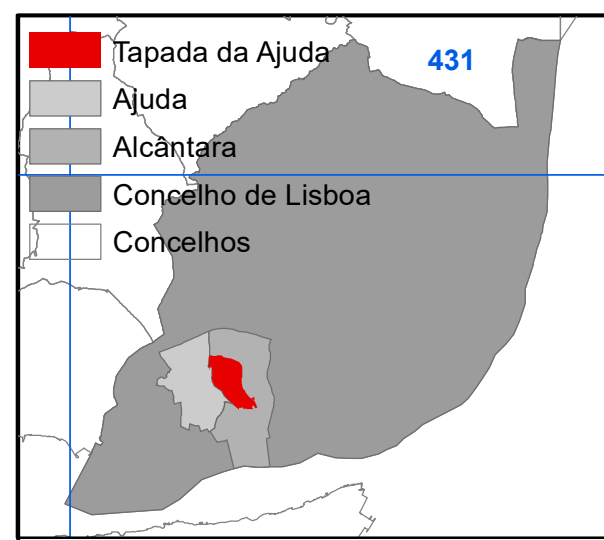 Tapada da Ajuda
431
Ajuda
Alcântara
Concelho de Lisboa
Concelhos